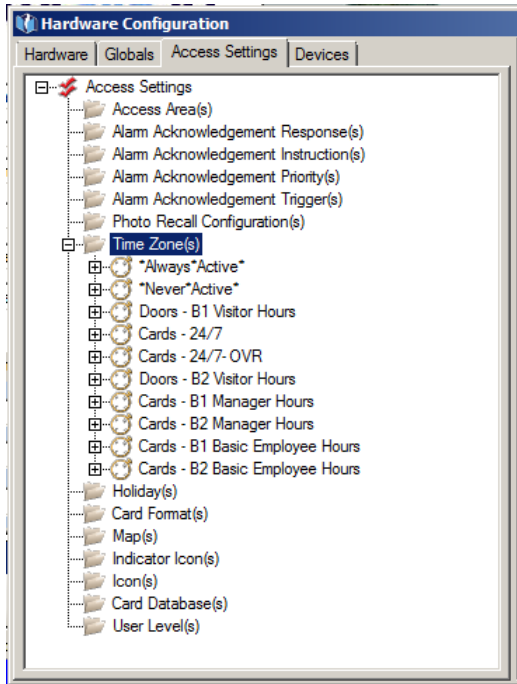 Hardware Configuration
Hardware Globals Access Settings Devices
Access Settings
Access Area(s)
Alarm Acknowledgement Response(s)
Alarm Acknowledgement Instruction(s)
Alarm Acknowledgement Priority(s)
Alarm Acknowledgement Trigger(s)
Photo Recall Configuration(s)
Time Zone(s)
*Always*Active*
*Never*Active*
Doors - B1 Visitor Hours
Cards - 24/7
Cards - 24/7- OVR
Doors - B2 Visitor Hours
Cards - B1 Manager Hours
Cards - B2 Manager Hours
Cards - B1 Basic Employee Hours
Cards - B2 Basic Employee Hours
Holiday(s)
Card Format(s)
Map(s)
Indicator Icon(s)
Icon(s)
Card Database(s)
User Level(s)